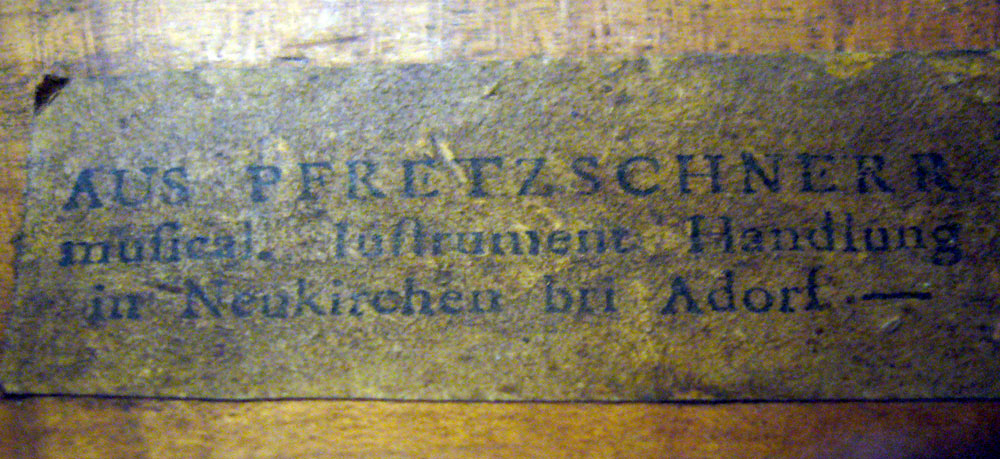 AUS PFRETZSCHNERR
muſical. Inſtrument Handlung
in Neukirchen bei Adorf. —